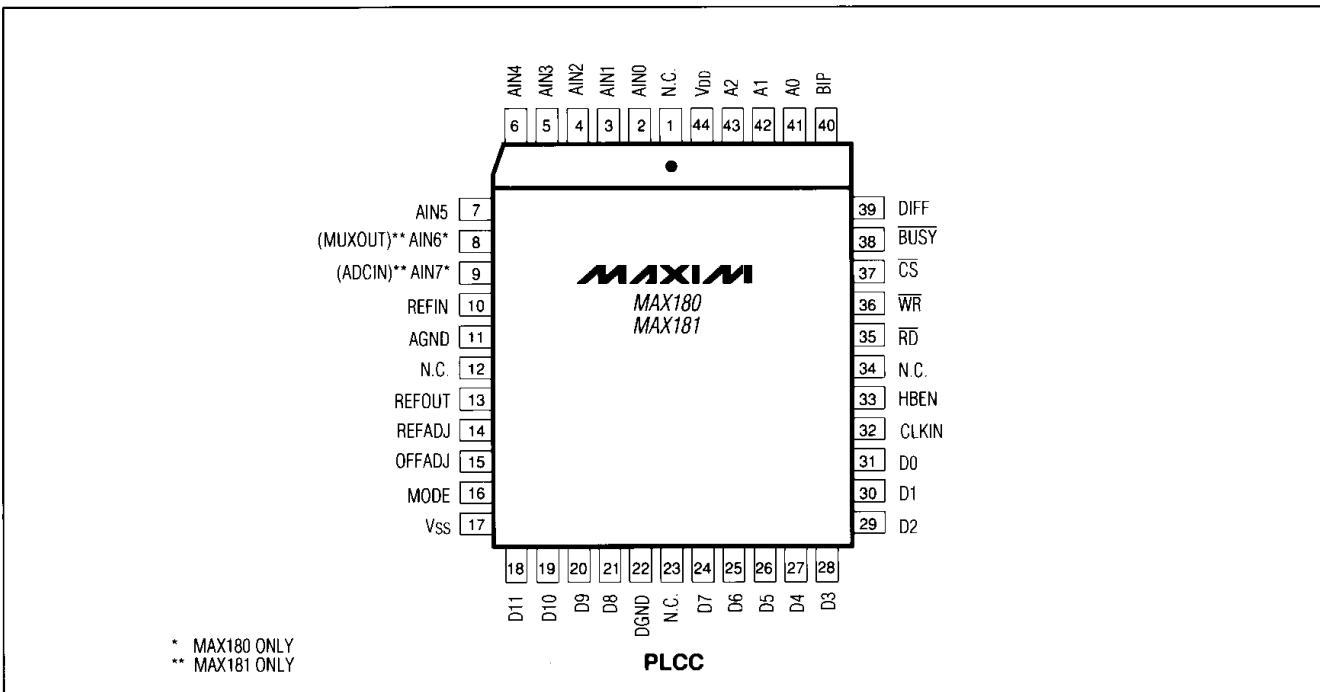 AIN4 AIN3 AIN2 AIN1 AIN0 N.C. VDD A2 A1 A0 BIP
6 5 4 3 2 1 44 43 42 41 40
AIN5 7
(MUXOUT)** AIN6* 8
(ADCIN)** AIN7* 9
REFIN 10
AGND 11
N.C. 12
REFOUT 13
REFADJ 14
OFFADJ 15
MODE 16
VSS 17
MAXIM
MAX180
MAX181
39 DIFF
38 B̅U̅S̅Y̅
37 C̅S̅
36 W̅R̅
35 R̅D̅
34 N.C.
33 HBEN
32 CLKIN
31 D0
30 D1
29 D2
18 19 20 21 22 23 24 25 26 27 28
D11 D10 D9 D8 DGND N.C. D7 D6 D5 D4 D3
* MAX180 ONLY
** MAX181 ONLY
PLCC